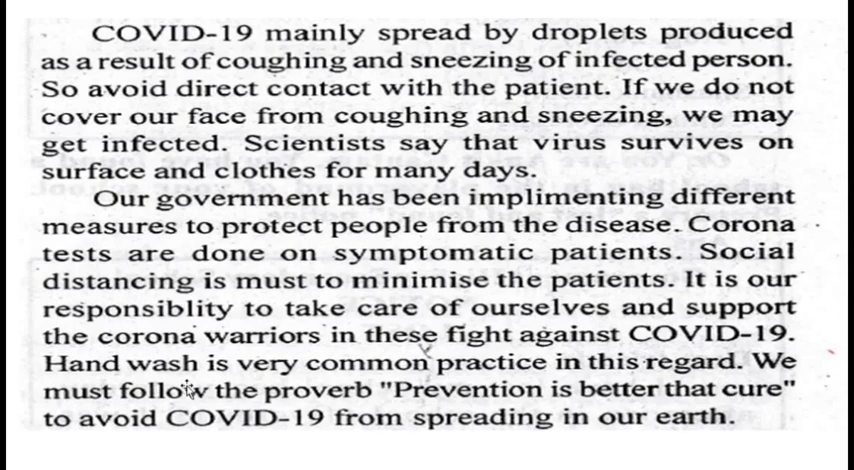 COVID-19 mainly spread by droplets produced
as a result of coughing and sneezing of infected person.
So avoid direct contact with the patient. If we do not
cover our face from coughing and sneezing, we may
get infected. Scientists say that virus survives on
surface and clothes for many days.
Our government has been implimenting different
measures to protect people from the disease. Corona
tests are done on symptomatic patients. Social
distancing is must to minimise the patients. It is our
responsiblity to take care of ourselves and support
the corona warriors in these fight against COVID-19.
Hand wash is very common practice in this regard. We
must follow the proverb "Prevention is better that cure"
to avoid COVID-19 from spreading in our earth.